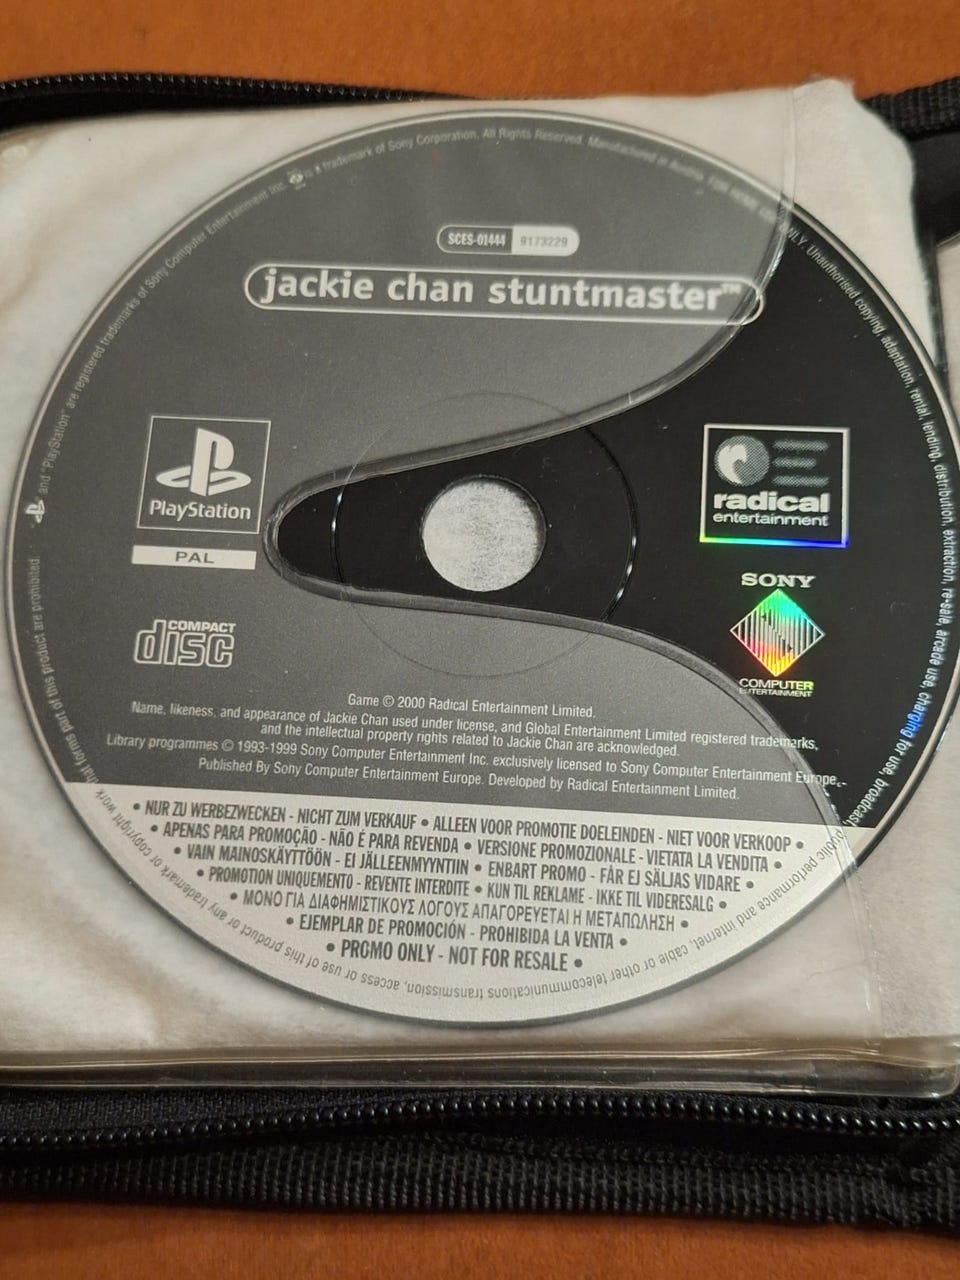 SCES-01444 9173229
jackie chan stuntmaster™
PlayStation
PAL
COMPACT
disc
radical
entertainment
SONY
COMPUTER
ENTERTAINMENT
Game © 2000 Radical Entertainment Limited.
Name, likeness, and appearance of Jackie Chan used under license, and Global Entertainment Limited registered trademarks,
and the intellectual property rights related to Jackie Chan are acknowledged.
Library programmes © 1993-1999 Sony Computer Entertainment Inc. exclusively licensed to Sony Computer Entertainment Europe.
Published By Sony Computer Entertainment Europe. Developed by Radical Entertainment Limited.
• NUR ZU WERBEZWECKEN - NICHT ZUM VERKAUF • ALLEEN VOOR PROMOTIE DOELEINDEN - NIET VOOR VERKOOP •
• APENAS PARA PROMOÇÃO - NÃO É PARA REVENDA • VERSIONE PROMOZIONALE - VIETATA LA VENDITA •
• VAIN MAINOSKÄYTTÖÖN - EI JÄLLEENMYYNTIIN • ENBART PROMO - FÅR EJ SÄLJAS VIDARE •
• PROMOTION UNIQUEMENTO - REVENTE INTERDITE • KUN TIL REKLAME - IKKE TIL VIDERESALG •
• ΜΟΝΟ ΓΙΑ ΔΙΑΦΗΜΙΣΤΙΚΟΥΣ ΛΟΓΟΥΣ ΑΠΑΓΟΡΕΥΕΤΑΙ Η ΜΕΤΑΠΩΛΗΣΗ •
• EJEMPLAR DE PROMOCIÓN - PROHIBIDA LA VENTA •
• PROMO ONLY - NOT FOR RESALE •
and "PlayStation" are registered trademarks of Sony Computer Entertainment Inc. is a trademark of Sony Corporation. All Rights Reserved. Manufactured in Austria. FOR HOME USE ONLY. Unauthorised copying, adaptation, rental, lending, distribution, extraction, re-sale, arcade use, charging for use, broadcast, public performance and internet, cable or other telecommunications transmission, access, or use of this product or any trademark or copyright work that forms part of this product are prohibited